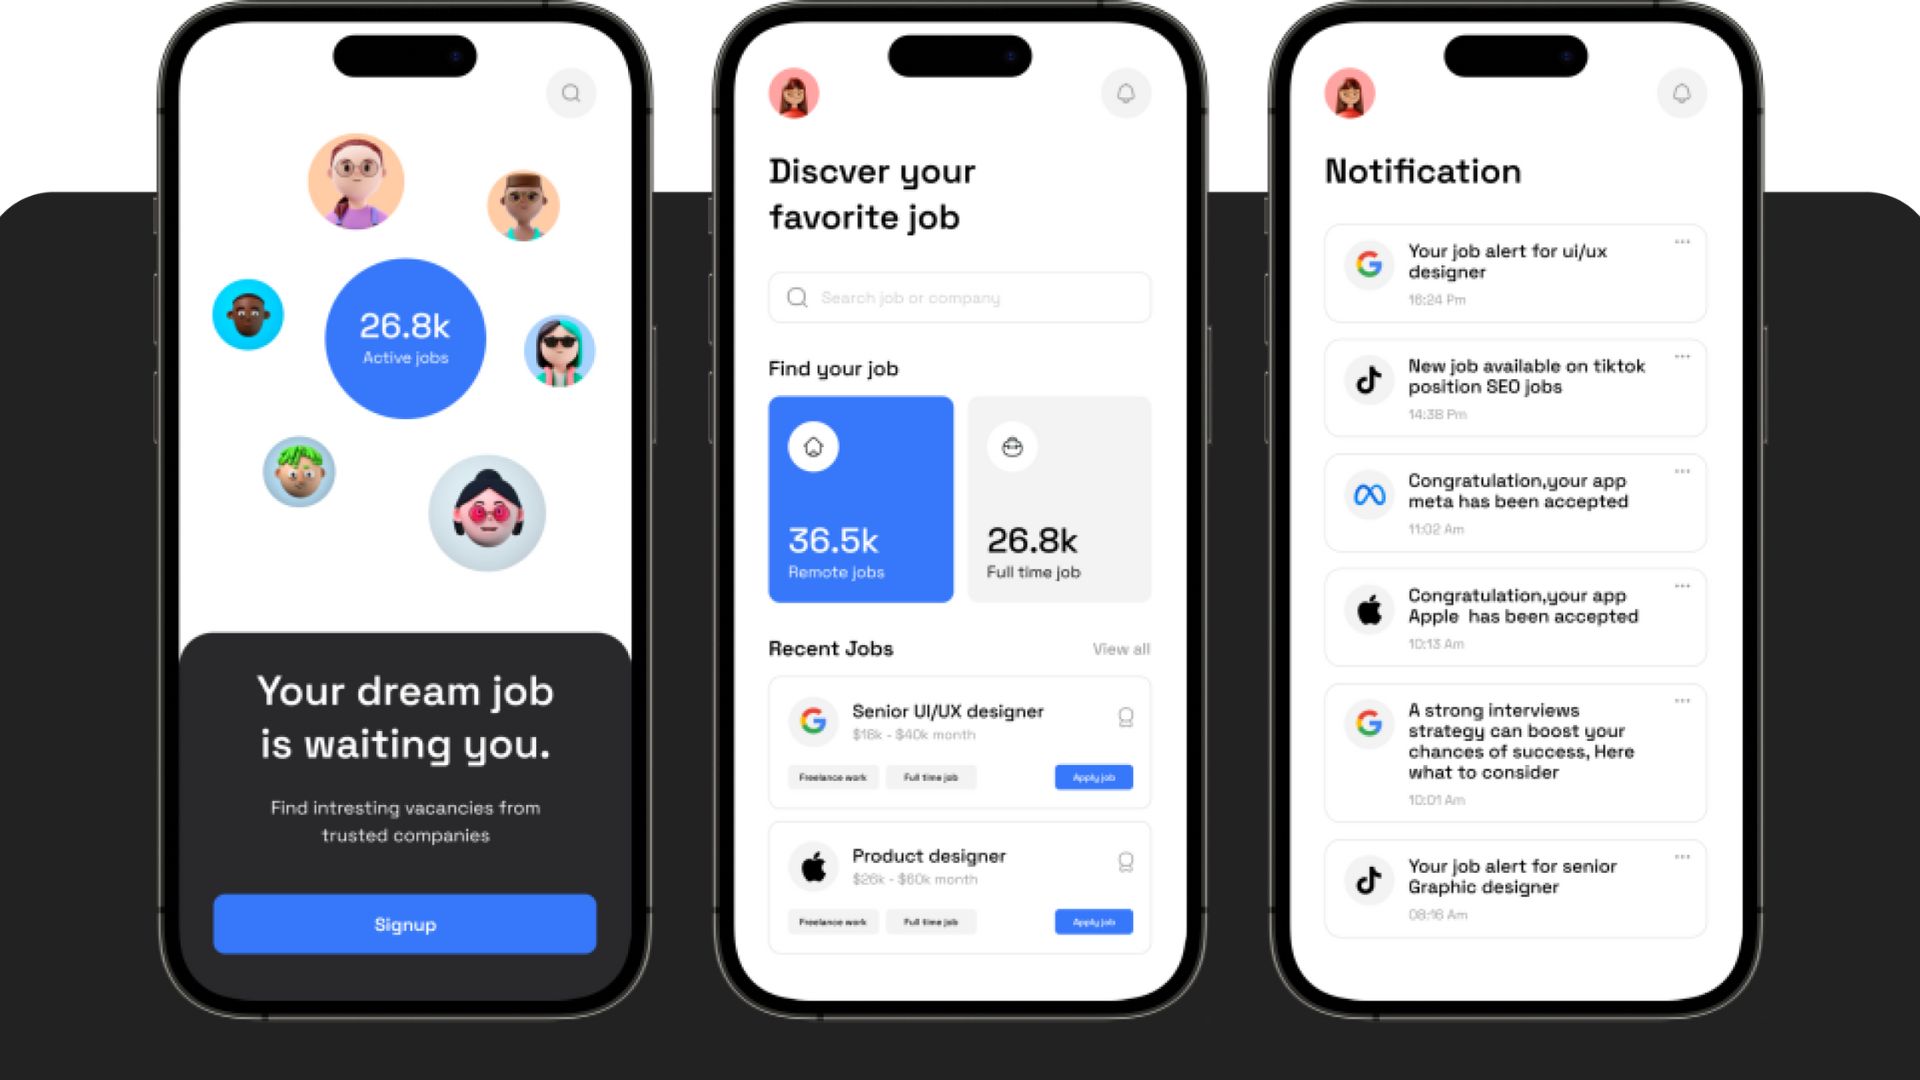 26.8k
Active jobs
Your dream job
is waiting you.
Find intresting vacancies from
trusted companies
Signup
Discver your
favorite job
Search job or company
Find your job
36.5k
Remote jobs
26.8k
Full time job
Recent Jobs
View all
Senior UI/UX designer
$16k - $40k month
Freelance work
Full time job
Apply job
Product designer
$26k - $60k month
Freelance work
Full time job
Apply job
Notification
Your job alert for ui/ux
designer
16:24 Pm
New job available on tiktok
position SEO jobs
14:38 Pm
Congratulation,your app
meta has been accepted
11:02 Am
Congratulation,your app
Apple  has been accepted
10:13 Am
A strong interviews
strategy can boost your
chances of success, Here
what to consider
10:01 Am
Your job alert for senior
Graphic designer
08:16 Am